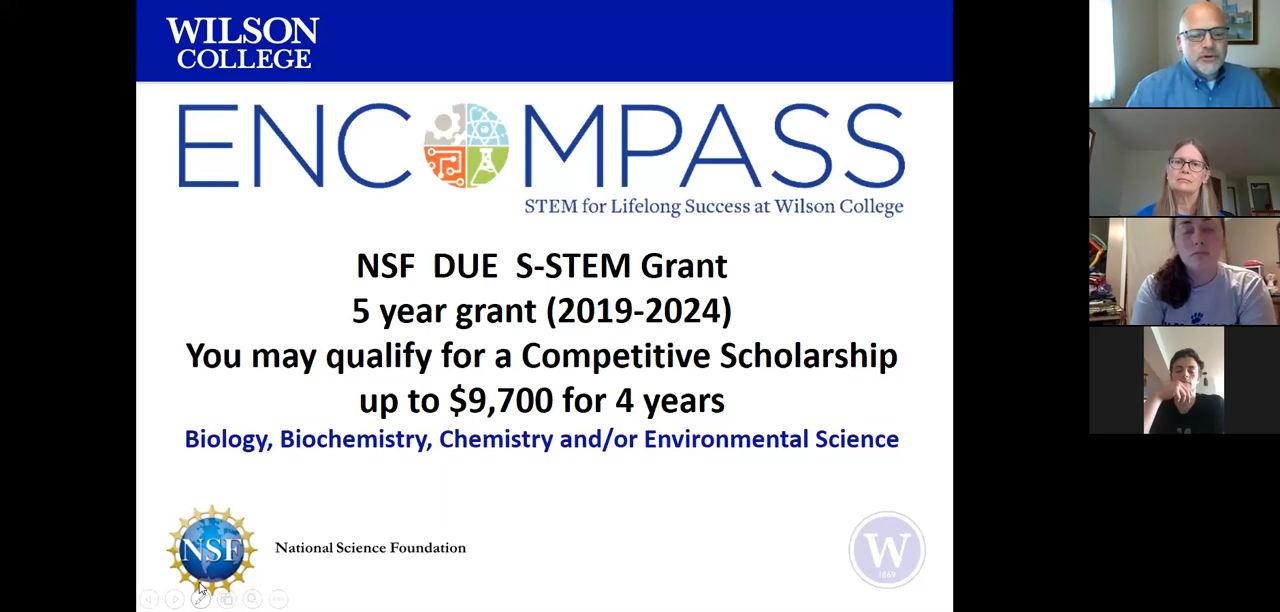 WILSON
COLLEGE
ENCOMPASS
STEM for Lifelong Success at Wilson College
NSF DUE S-STEM Grant
5 year grant (2019-2024)
You may qualify for a Competitive Scholarship
up to $9,700 for 4 years
Biology, Biochemistry, Chemistry and/or Environmental Science
NSF
National Science Foundation
W
1869